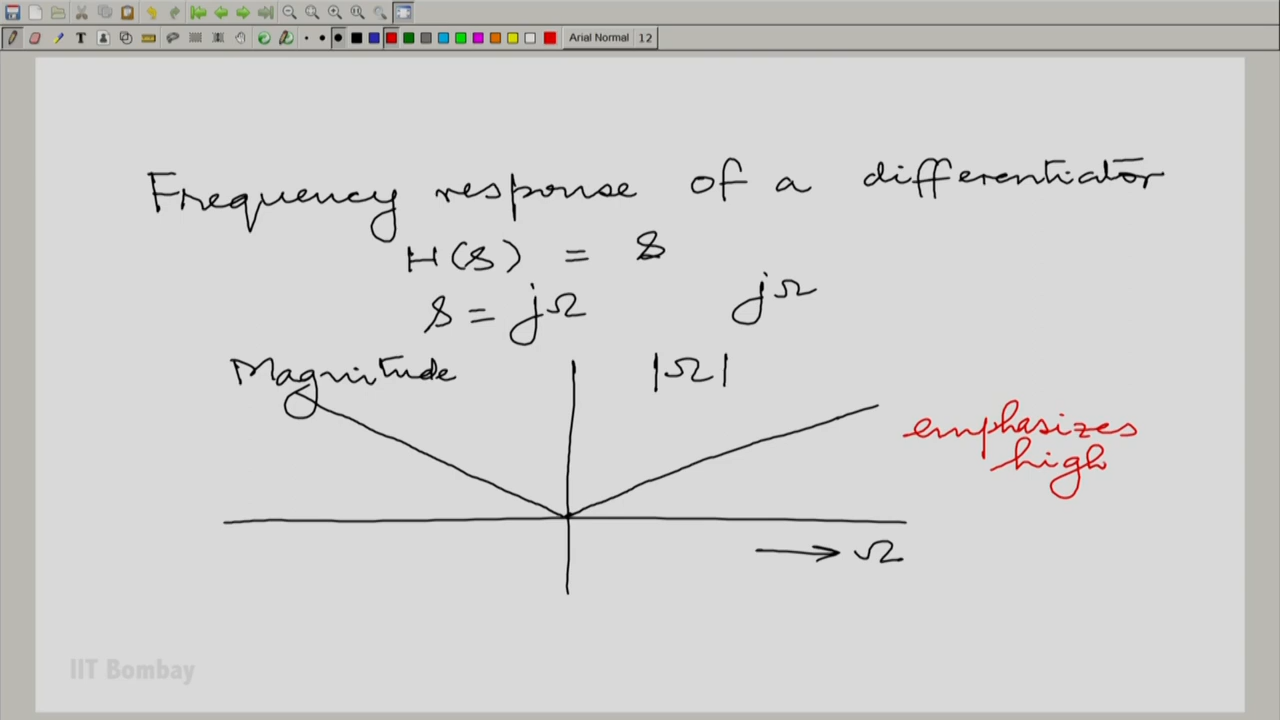 Arial Normal 12
Frequency response of a differentiator
H(s) = s
s = jΩ jΩ
Magnitude |Ω|
emphasizes
high
Ω
IIT Bombay